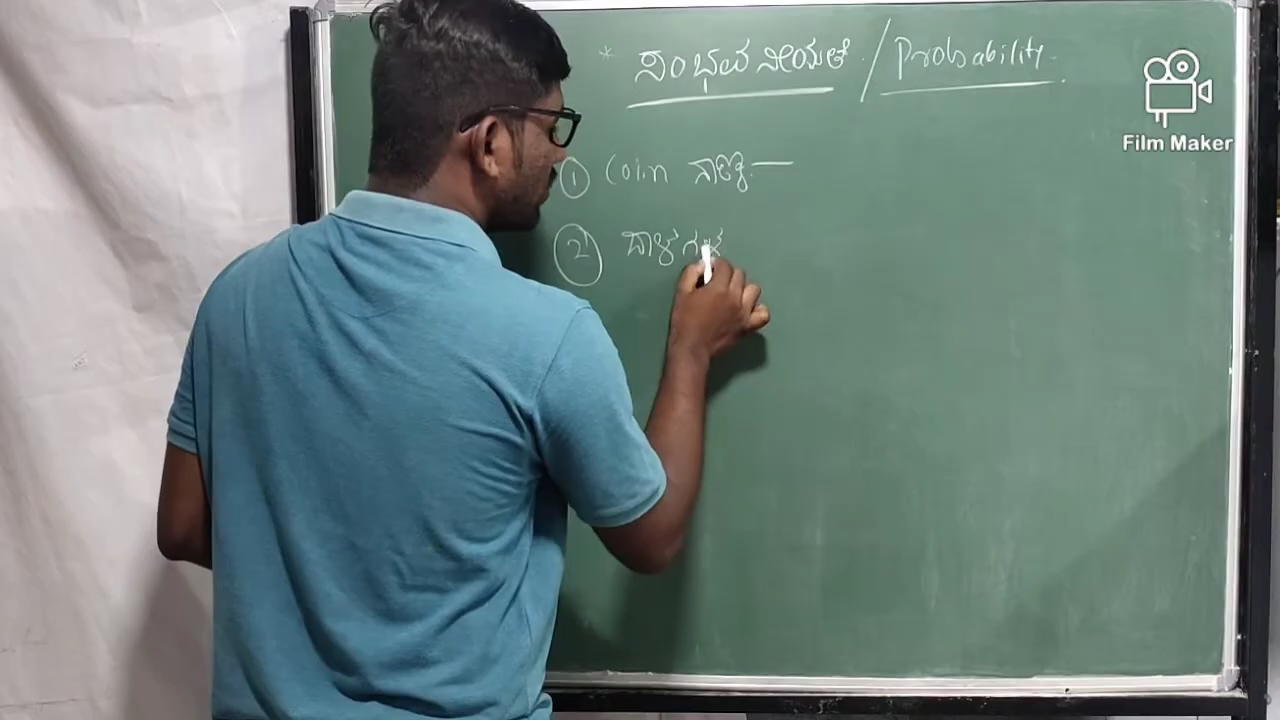 * ಸಂಭವನೀಯತೆ / Probability.
Film Maker
① Coin ನಾಣ್ಯ —
② ದಾಳಗಳ